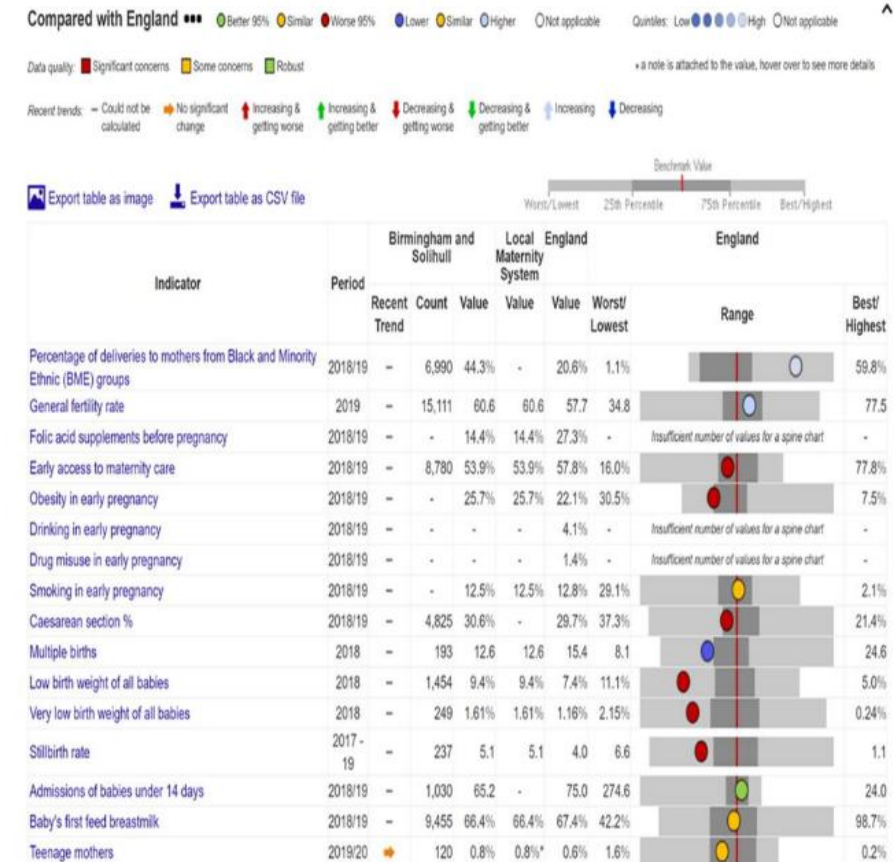 Compared with England ●●● Better 95% Similar Worse 95% Lower Similar Higher Not applicable Quintiles: Low High Not applicable
Data quality: Significant concerns Some concerns Robust * a note is attached to the value, hover over to see more details
Recent trends: – Could not be calculated No significant change Increasing & getting worse Increasing & getting better Decreasing & getting worse Decreasing & getting better Increasing Decreasing
Benchmark Value
Export table as image Export table as CSV file
Worst/Lowest 25th Percentile 75th Percentile Best/Highest
Indicator Period Birmingham and Solihull Local Maternity System England England
Recent Trend Count Value Value Value Worst/Lowest Range Best/Highest
Percentage of deliveries to mothers from Black and Minority Ethnic (BME) groups 2018/19 – 6,990 44.3% - 20.6% 1.1% 59.8%
General fertility rate 2019 – 15,111 60.6 60.6 57.7 34.8 77.5
Folic acid supplements before pregnancy 2018/19 – - 14.4% 14.4% 27.3% - Insufficient number of values for a spine chart -
Early access to maternity care 2018/19 – 8,780 53.9% 53.9% 57.8% 16.0% 77.8%
Obesity in early pregnancy 2018/19 – - 25.7% 25.7% 22.1% 30.5% 7.5%
Drinking in early pregnancy 2018/19 – - - - 4.1% - Insufficient number of values for a spine chart -
Drug misuse in early pregnancy 2018/19 – - - - 1.4% - Insufficient number of values for a spine chart -
Smoking in early pregnancy 2018/19 – - 12.5% 12.5% 12.8% 29.1% 2.1%
Caesarean section % 2018/19 – 4,825 30.6% - 29.7% 37.3% 21.4%
Multiple births 2018 – 193 12.6 12.6 15.4 8.1 24.6
Low birth weight of all babies 2018 – 1,454 9.4% 9.4% 7.4% 11.1% 5.0%
Very low birth weight of all babies 2018 – 249 1.61% 1.61% 1.16% 2.15% 0.24%
Stillbirth rate 2017 - 19 – 237 5.1 5.1 4.0 6.6 1.1
Admissions of babies under 14 days 2018/19 – 1,030 65.2 - 75.0 274.6 24.0
Baby's first feed breastmilk 2018/19 – 9,455 66.4% 66.4% 67.4% 42.2% 98.7%
Teenage mothers 2019/20 120 0.8% 0.8%* 0.6% 1.6% 0.2%